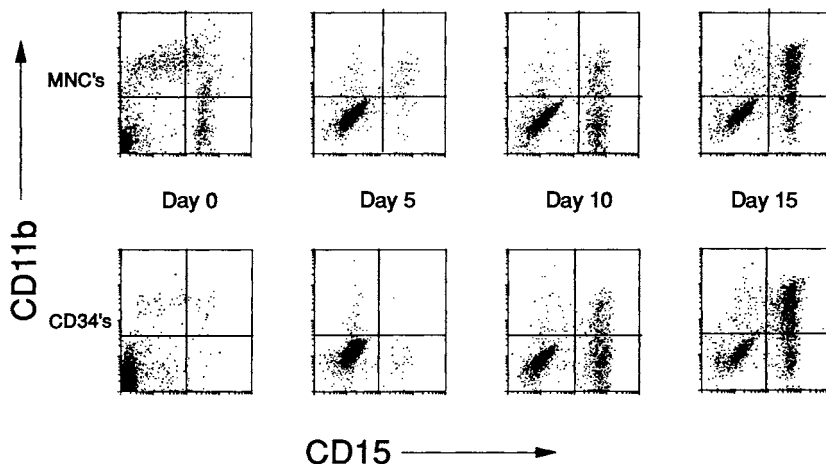 MNC's
Day 0
Day 5
Day 10
Day 15
CD34's
CD11b
CD15